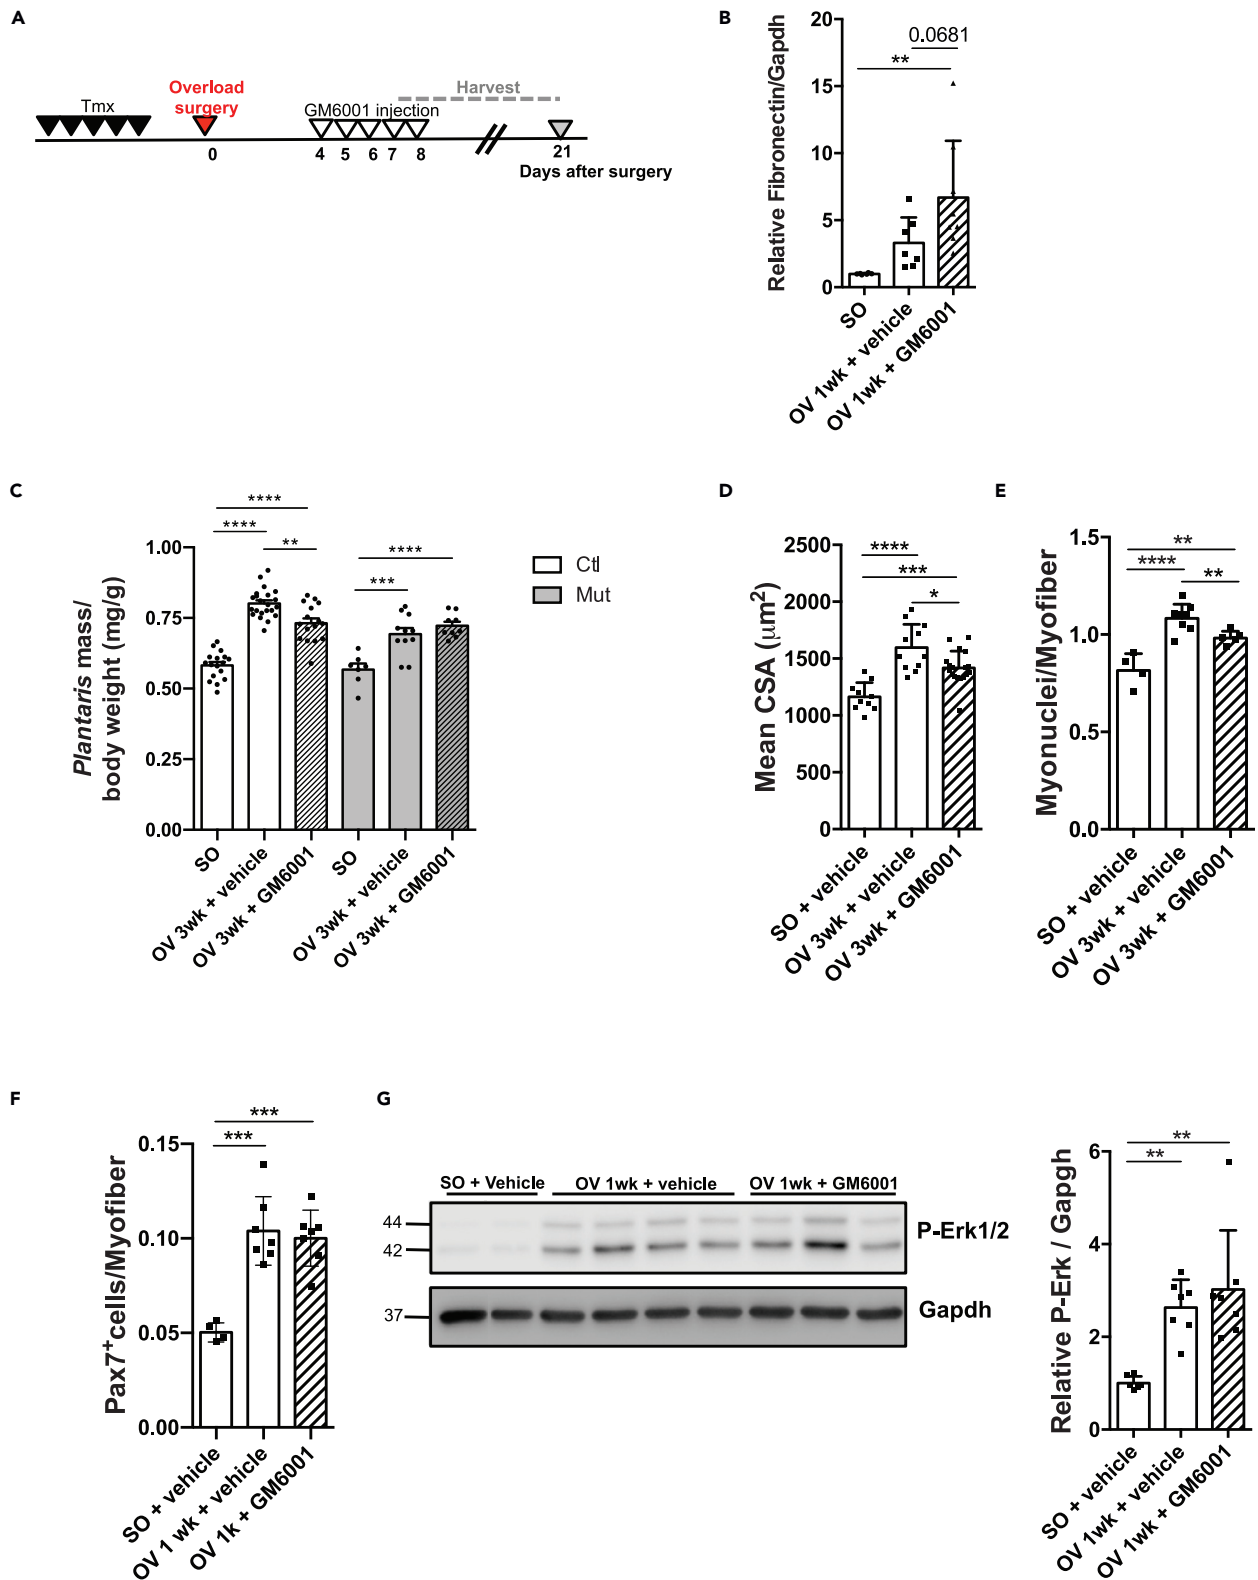 A
Tmx
Overload
surgery
GM6001 injection
Harvest
0
4 5 6 7 8
21
Days after surgery
B
Relative Fibronectin/Gapdh
20
15
10
5
0
**
0.0681
SO
OV 1wk + vehicle
OV 1wk + GM6001
C
Plantaris mass/
body weight (mg/g)
1.00
0.75
0.50
0.25
0.00
****
****
**
****
***
Ctl
Mut
SO
OV 3wk + vehicle
OV 3wk + GM6001
SO
OV 3wk + vehicle
OV 3wk + GM6001
D
Mean CSA (μm²)
2500
2000
1500
1000
500
0
****
***
*
SO + vehicle
OV 3wk + vehicle
OV 3wk + GM6001
E
Myonuclei/Myofiber
1.5
1.0
0.5
0.0
**
****
**
SO + vehicle
OV 3wk + vehicle
OV 3wk + GM6001
F
Pax7⁺cells/Myofiber
0.15
0.10
0.05
0.00
***
***
SO + vehicle
OV 1 wk + vehicle
OV 1k + GM6001
G
SO + Vehicle
OV 1wk + vehicle
OV 1wk + GM6001
44
42
37
P-Erk1/2
Gapdh
Relative P-Erk / Gapgh
6
4
2
0
**
**
SO + vehicle
OV 1wk + vehicle
OV 1wk + GM6001